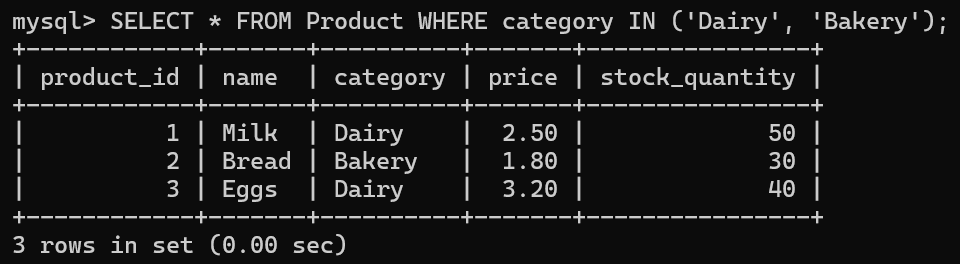 mysql> SELECT * FROM Product WHERE category IN ('Dairy', 'Bakery');
+------------+-------+----------+-------+----------------+
| product_id | name  | category | price | stock_quantity |
+------------+-------+----------+-------+----------------+
|          1 | Milk  | Dairy    |  2.50 |             50 |
|          2 | Bread | Bakery   |  1.80 |             30 |
|          3 | Eggs  | Dairy    |  3.20 |             40 |
+------------+-------+----------+-------+----------------+
3 rows in set (0.00 sec)